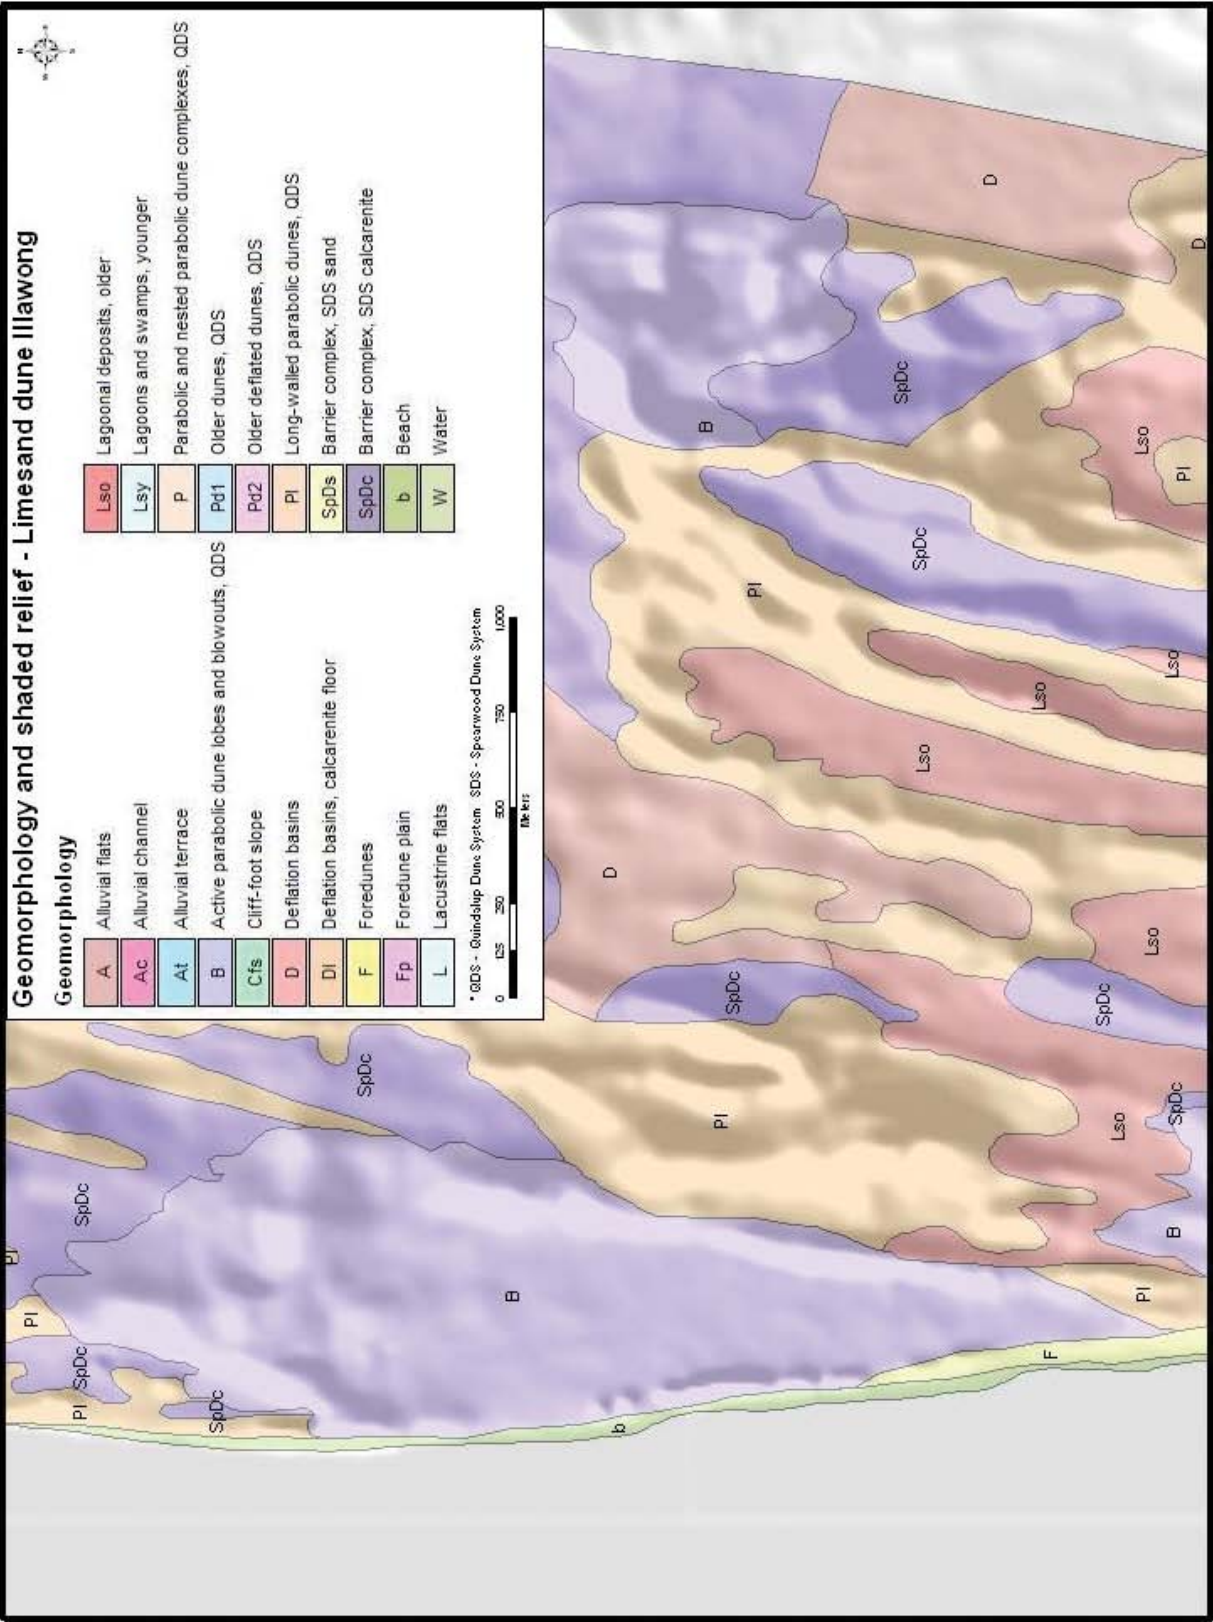 Geomorphology and shaded relief - Limesand dune Illawong
Geomorphology
A Alluvial flats
Ac Alluvial channel
At Alluvial terrace
B Active parabolic dune lobes and blowouts, QDS
Cfs Cliff-foot slope
D Deflation basins
Dl Deflation basins, calcarenite floor
F Foredunes
Fp Foredune plain
L Lacustrine flats
Lso Lagoonal deposits, older
Lsy Lagoons and swamps, younger
P Parabolic and nested parabolic dune complexes, QDS
Pd1 Older dunes, QDS
Pd2 Older deflated dunes, QDS
Pl Long-walled parabolic dunes, QDS
SpDs Barrier complex, SDS sand
SpDc Barrier complex, SDS calcarenite
b Beach
W Water
* QDS - Quindalup Dune System SDS - Spearwood Dune System
0 125 250 500 750 1,000
Meters
Pl
SpDc
SpDc
Pl
SpDc
Pl
SpDc
SpDc
B
b
F
Pl
B
Lso
SpDc
Pl
SpDc
SpDc
Lso
D
Lso
Lso
Lso
Pl
SpDc
B
SpDc
Lso
Pl
D
D